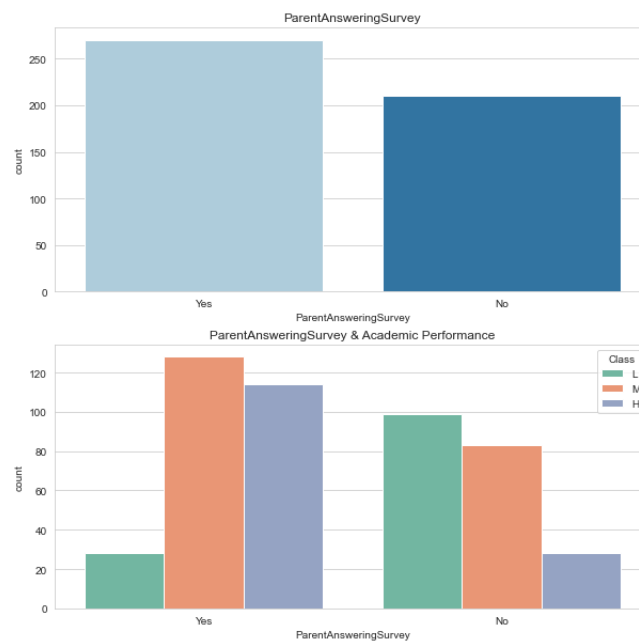 ParentAnsweringSurvey
250
200
150
100
50
0
count
Yes No
ParentAnsweringSurvey
ParentAnsweringSurvey & Academic Performance
Class
L
M
H
120
100
80
60
40
20
0
count
Yes No
ParentAnsweringSurvey